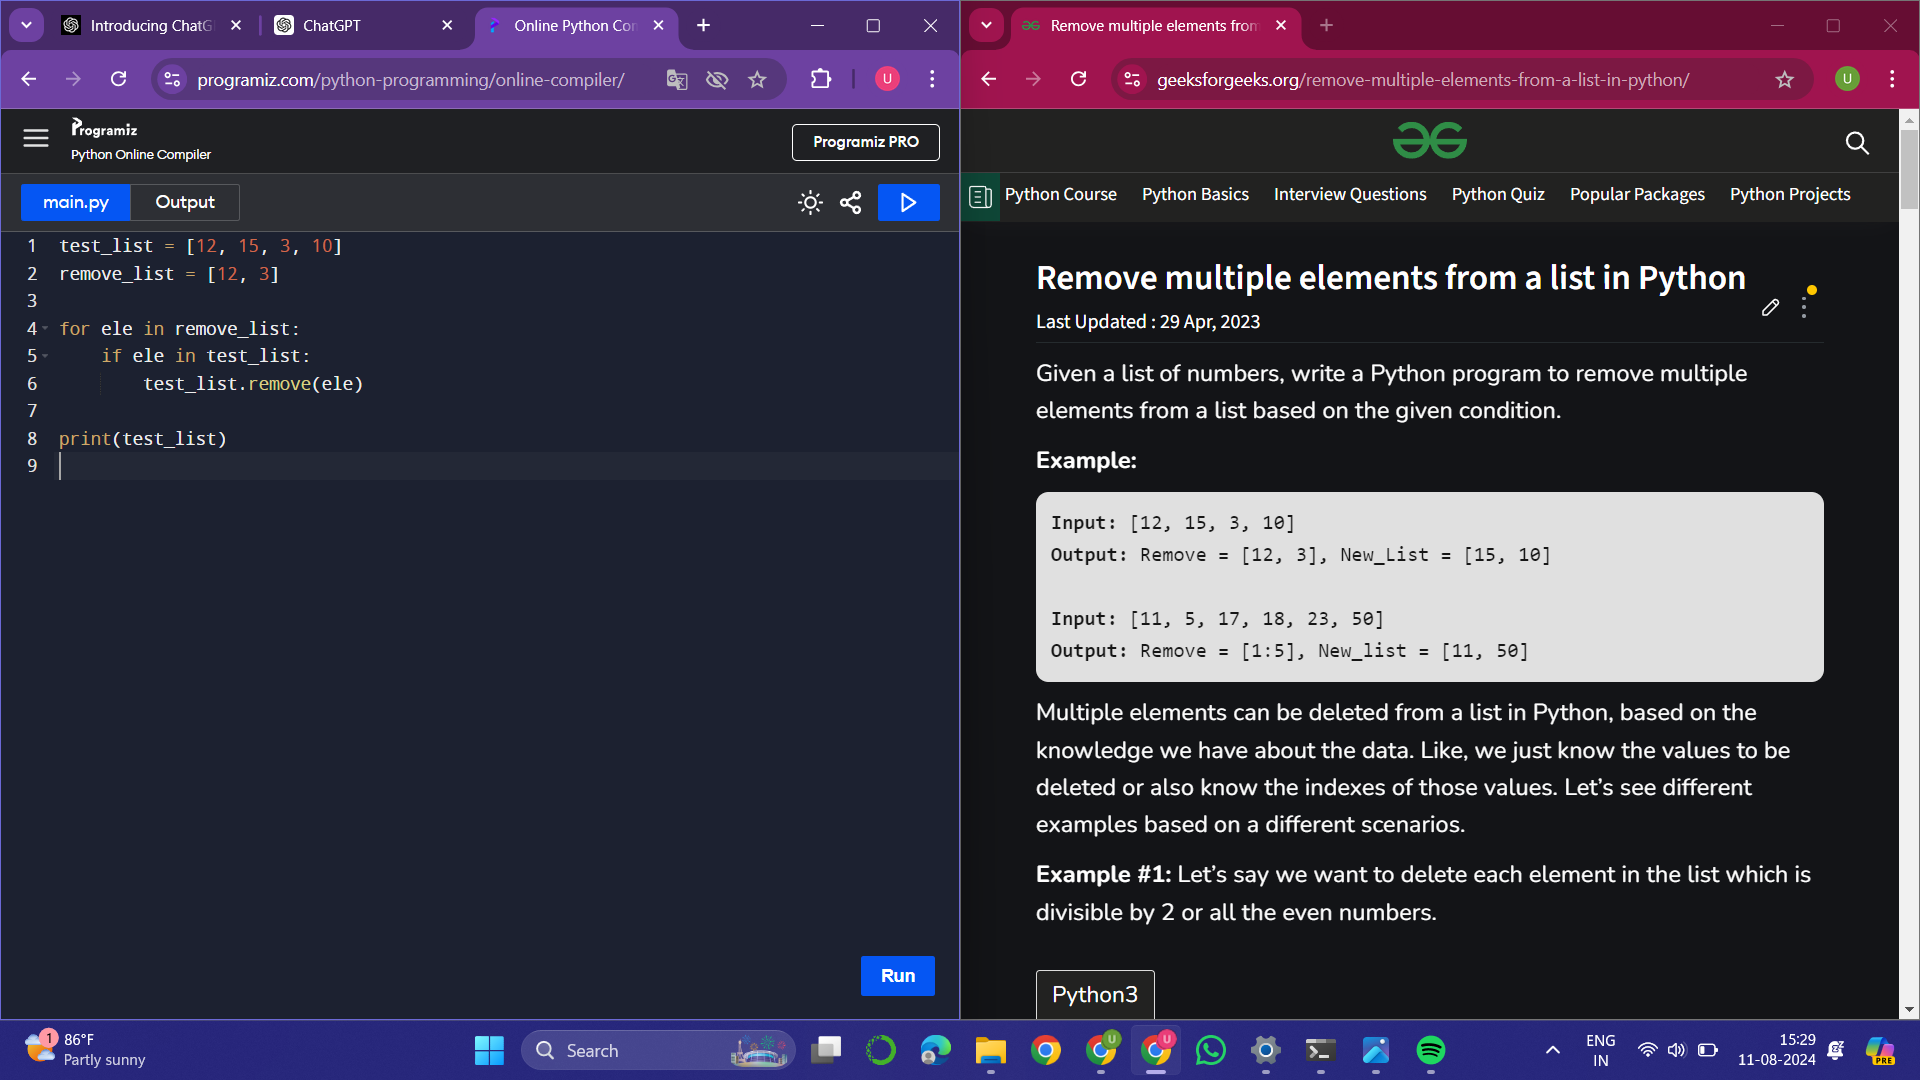 Introducing ChatG
ChatGPT
Online Python Con
programiz.com/python-programming/online-compiler/
U
Programiz
Python Online Compiler
Programiz PRO
main.py
Output
1 test_list = [12, 15, 3, 10]
2 remove_list = [12, 3]
3
4 for ele in remove_list:
5 if ele in test_list:
6 test_list.remove(ele)
7
8 print(test_list)
9
Run
Remove multiple elements from
geeksforgeeks.org/remove-multiple-elements-from-a-list-in-python/
U
Python Course
Python Basics
Interview Questions
Python Quiz
Popular Packages
Python Projects
Remove multiple elements from a list in Python
Last Updated : 29 Apr, 2023
Given a list of numbers, write a Python program to remove multiple
elements from a list based on the given condition.
Example:
Input: [12, 15, 3, 10]
Output: Remove = [12, 3], New_List = [15, 10]
Input: [11, 5, 17, 18, 23, 50]
Output: Remove = [1:5], New_list = [11, 50]
Multiple elements can be deleted from a list in Python, based on the
knowledge we have about the data. Like, we just know the values to be
deleted or also know the indexes of those values. Let’s see different
examples based on a different scenarios.
Example #1: Let’s say we want to delete each element in the list which is
divisible by 2 or all the even numbers.
Python3
1
86°F
Partly sunny
Search
U
U
ENG
IN
15:29
11-08-2024
PRE